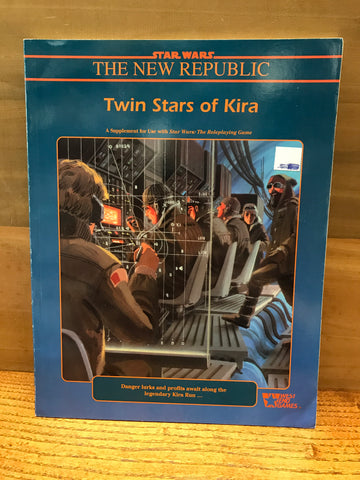 STAR WARS
THE NEW REPUBLIC
Twin Stars of Kira
A Supplement for Use with Star Wars: The Roleplaying Game
Danger lurks and profits await along the
legendary Kira Run ...
WEST
END
GAMES